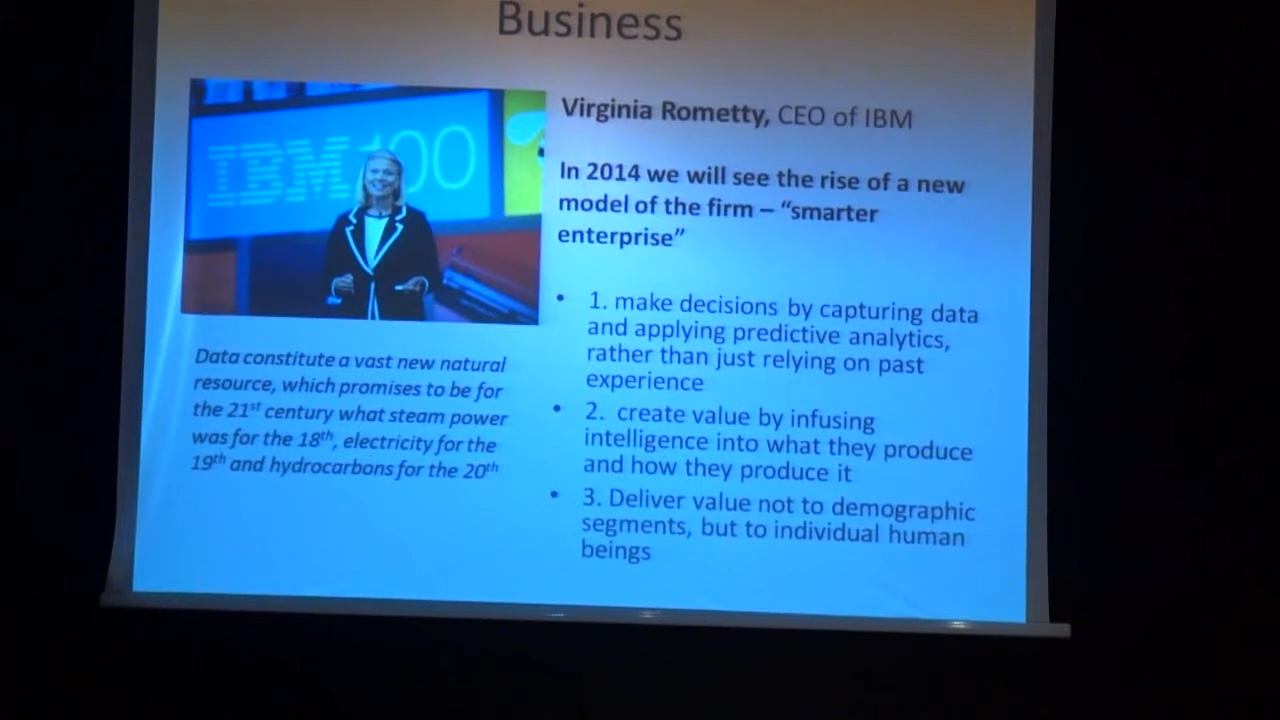 Business
IBM100
Virginia Rometty, CEO of IBM
In 2014 we will see the rise of a new
model of the firm – “smarter
enterprise”
• 1. make decisions by capturing data
and applying predictive analytics,
rather than just relying on past
experience
• 2. create value by infusing
intelligence into what they produce
and how they produce it
• 3. Deliver value not to demographic
segments, but to individual human
beings
Data constitute a vast new natural
resource, which promises to be for
the 21st century what steam power
was for the 18th, electricity for the
19th and hydrocarbons for the 20th